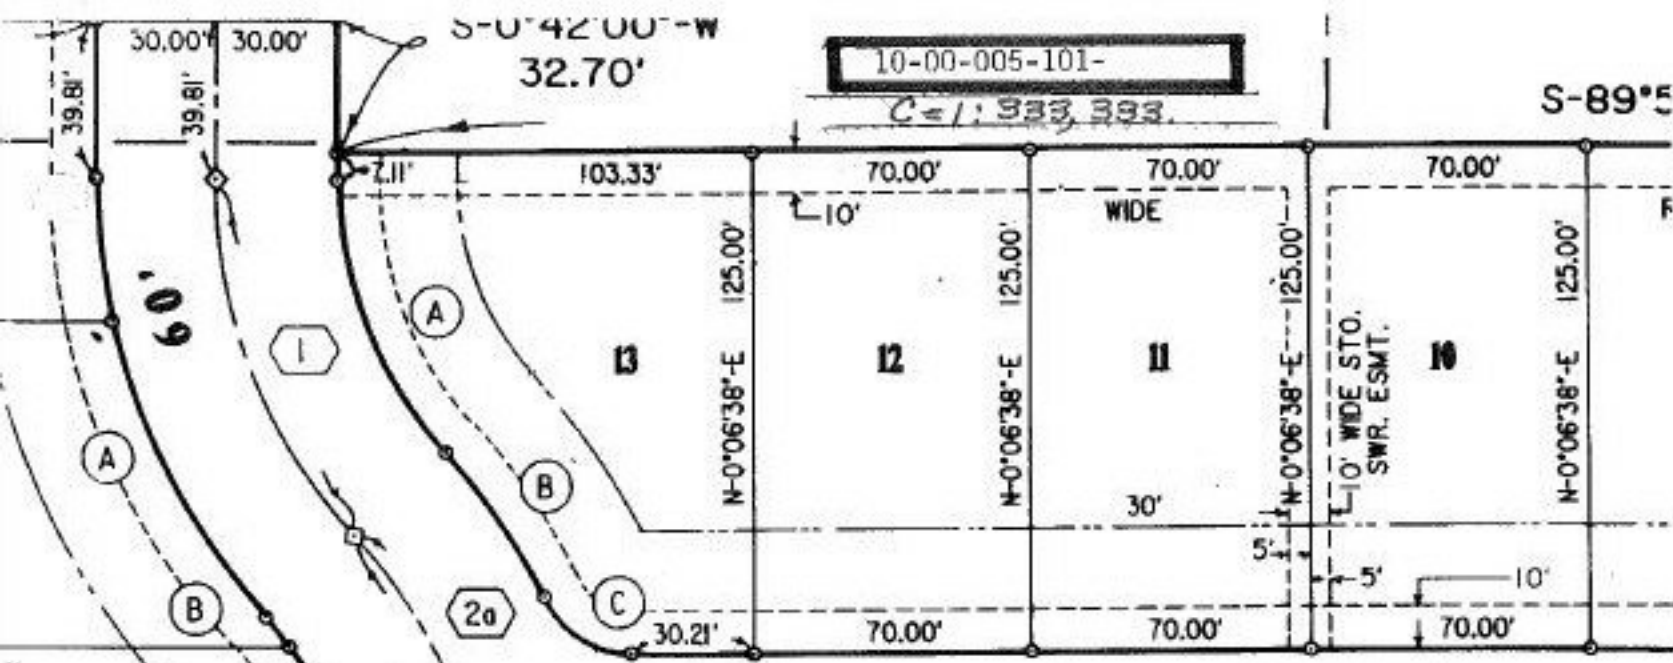 S-0°42'00"-W
32.70'
10-00-005-101-
C=1: 333,333.
S-89°5
30.00'
30.00'
39.81'
39.81'
7.11'
103.33'
70.00'
70.00'
70.00'
10'
WIDE
60'
1
A
13
12
11
10
N-0°06'38"-E 125.00'
N-0°06'38"-E 125.00'
N-0°06'38"-E 125.00'
N-0°06'38"-E 125.00'
10' WIDE STO.
SWR. ESMT.
A
B
30'
5'
5'
10'
B
2a
C
30.21'
70.00'
70.00'
70.00'